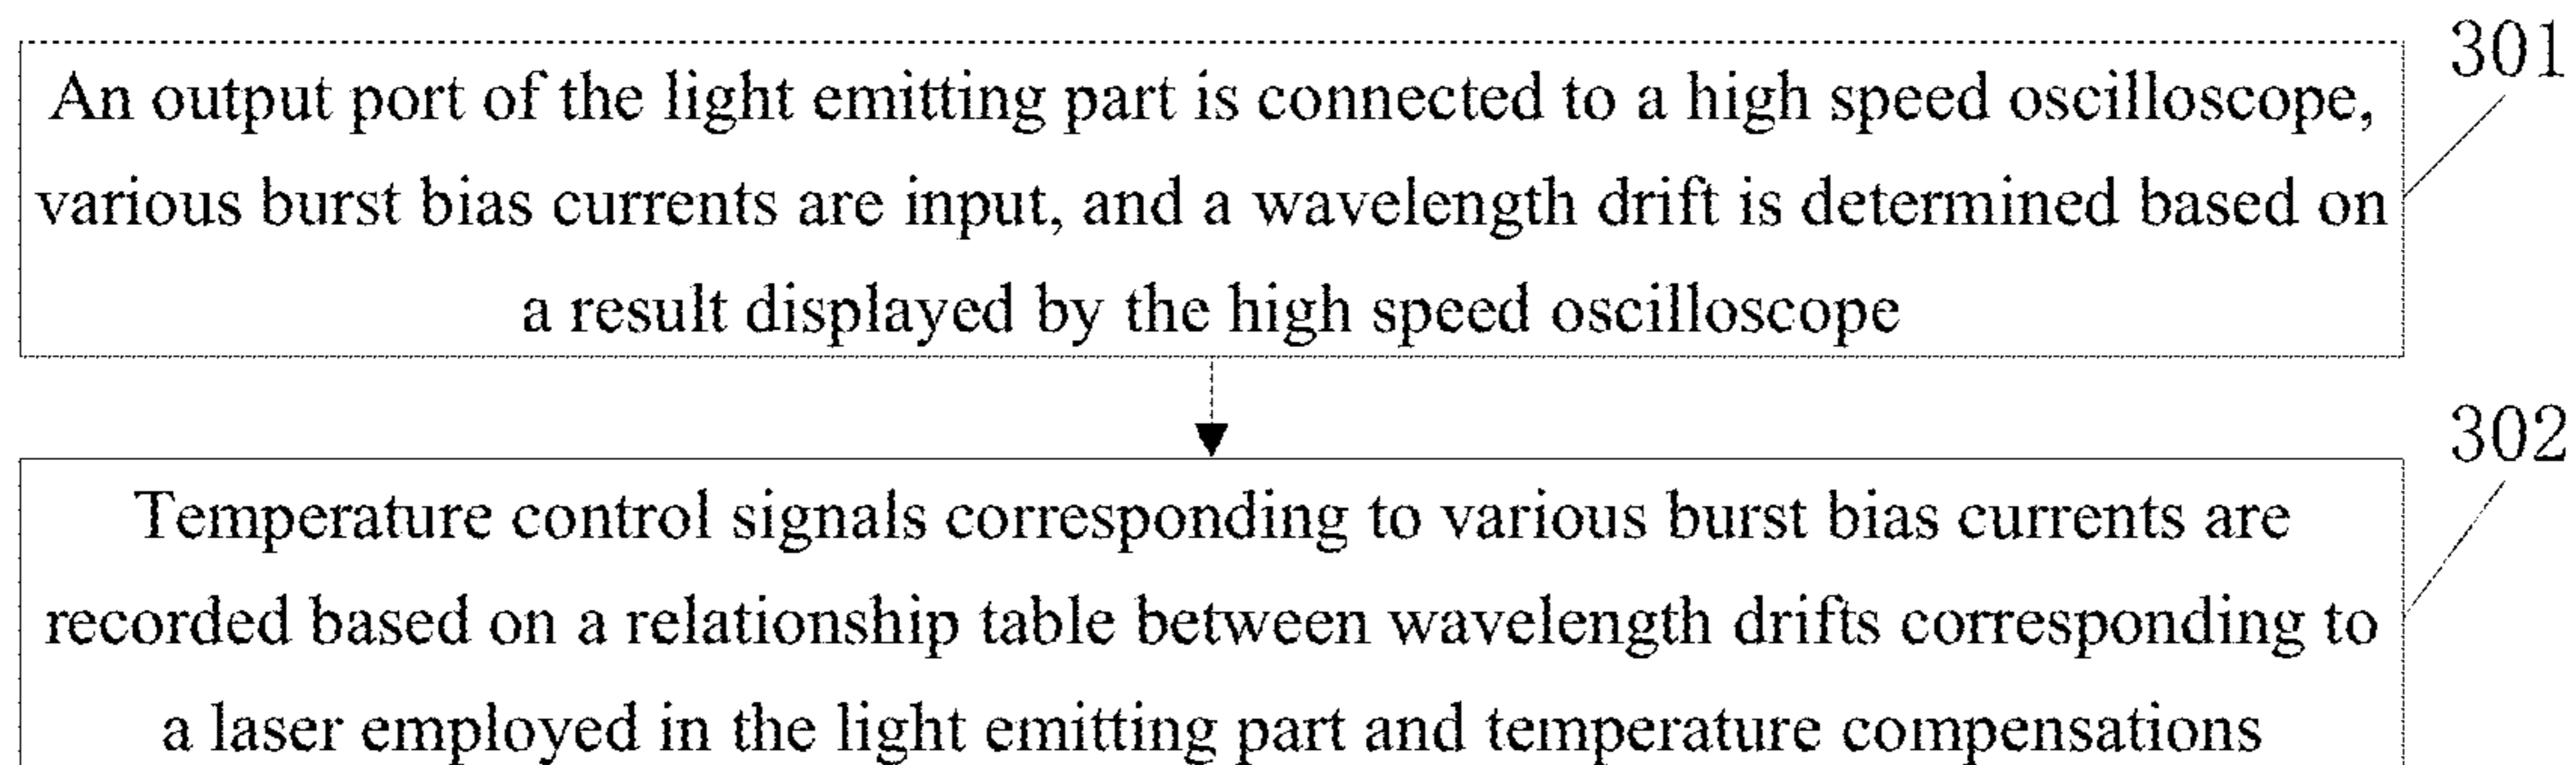 301
An output port of the light emitting part is connected to a high speed oscilloscope,
various burst bias currents are input, and a wavelength drift is determined based on
a result displayed by the high speed oscilloscope
302
Temperature control signals corresponding to various burst bias currents are
recorded based on a relationship table between wavelength drifts corresponding to
a laser employed in the light emitting part and temperature compensations